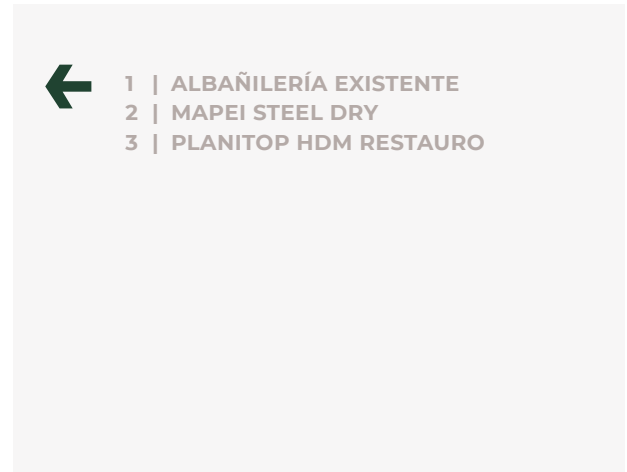 1 | ALBAÑILERÍA EXISTENTE
2 | MAPEI STEEL DRY
3 | PLANITOP HDM RESTAURO